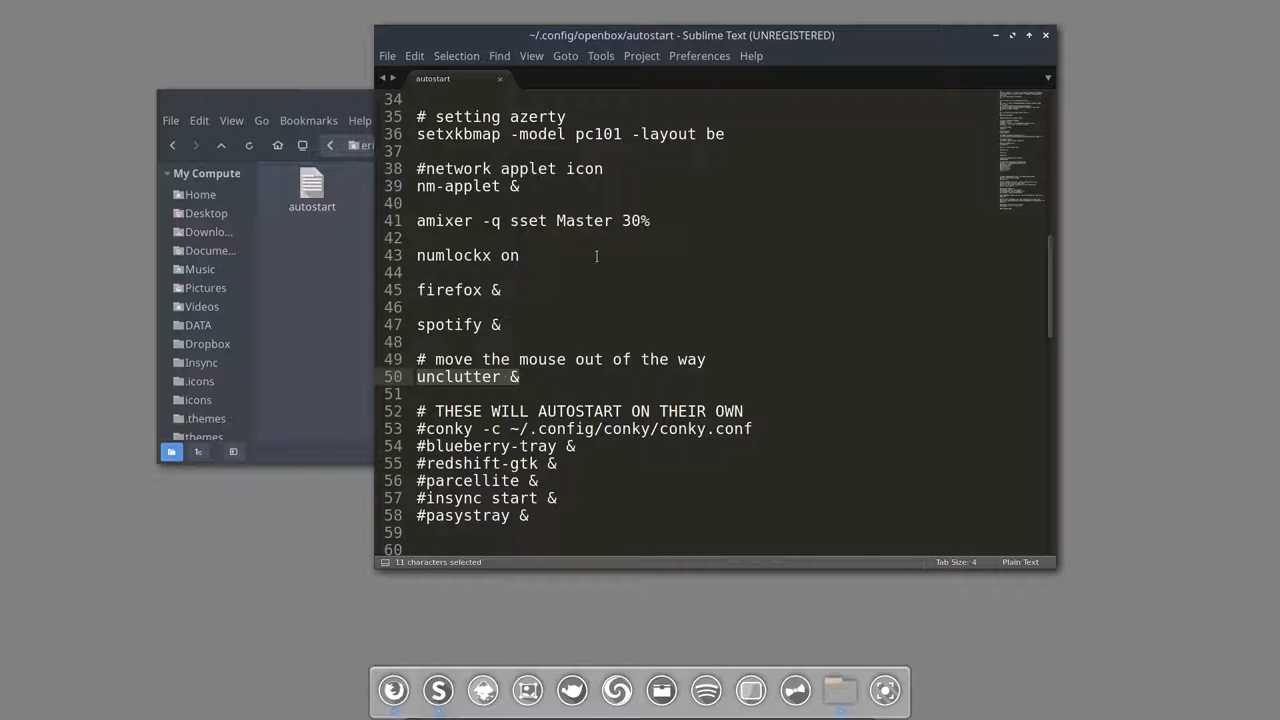 ~/.config/openbox/autostart - Sublime Text (UNREGISTERED)
File Edit Selection Find View Goto Tools Project Preferences Help
autostart
34
35 # setting azerty
36 setxkbmap -model pc101 -layout be
37
38 #network applet icon
39 nm-applet &
40
41 amixer -q sset Master 30%
42
43 numlockx on
44
45 firefox &
46
47 spotify &
48
49 # move the mouse out of the way
50 unclutter &
51
52 # THESE WILL AUTOSTART ON THEIR OWN
53 #conky -c ~/.config/conky/conky.conf
54 #blueberry-tray &
55 #redshift-gtk &
56 #parcellite &
57 #insync start &
58 #pasystray &
59
60
11 characters selected Tab Size: 4 Plain Text
File Edit View Go Bookmarks Help
eri
My Compute
Home
Desktop
Downlo...
Docume...
Music
Pictures
Videos
DATA
Dropbox
Insync
.icons
icons
.themes
themes
autostart
S